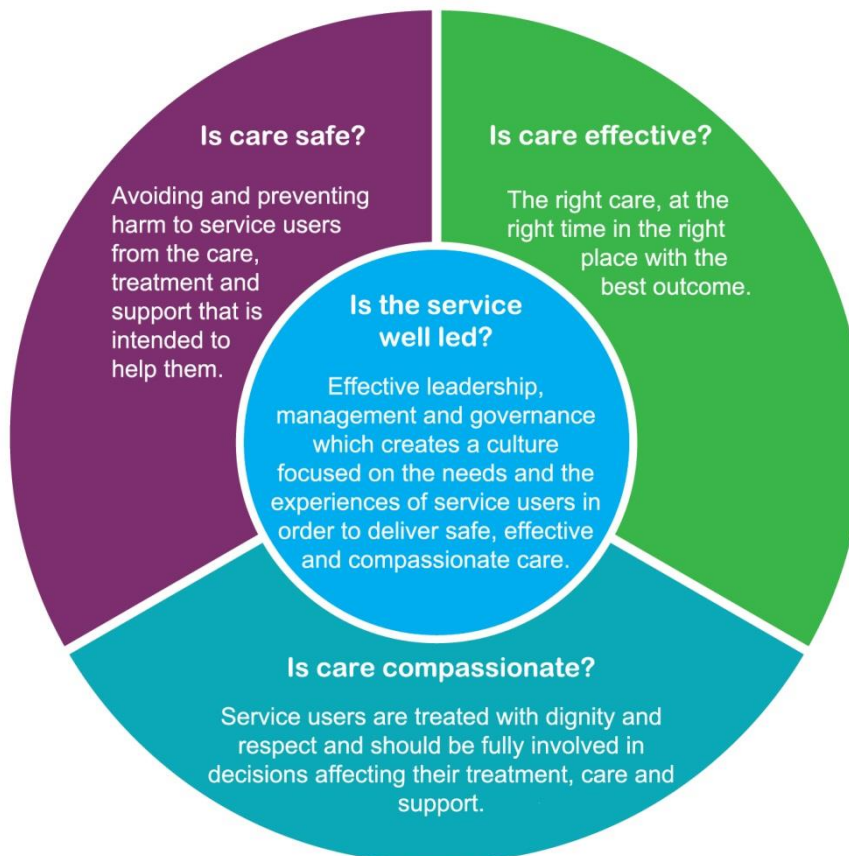 Is care safe?
Avoiding and preventing
harm to service users
from the care,
treatment and
support that is
intended to
help them.
Is care effective?
The right care, at the
right time in the right
place with the
best outcome.
Is the service
well led?
Effective leadership,
management and governance
which creates a culture
focused on the needs and the
experiences of service users in
order to deliver safe, effective
and compassionate care.
Is care compassionate?
Service users are treated with dignity and
respect and should be fully involved in
decisions affecting their treatment, care and
support.